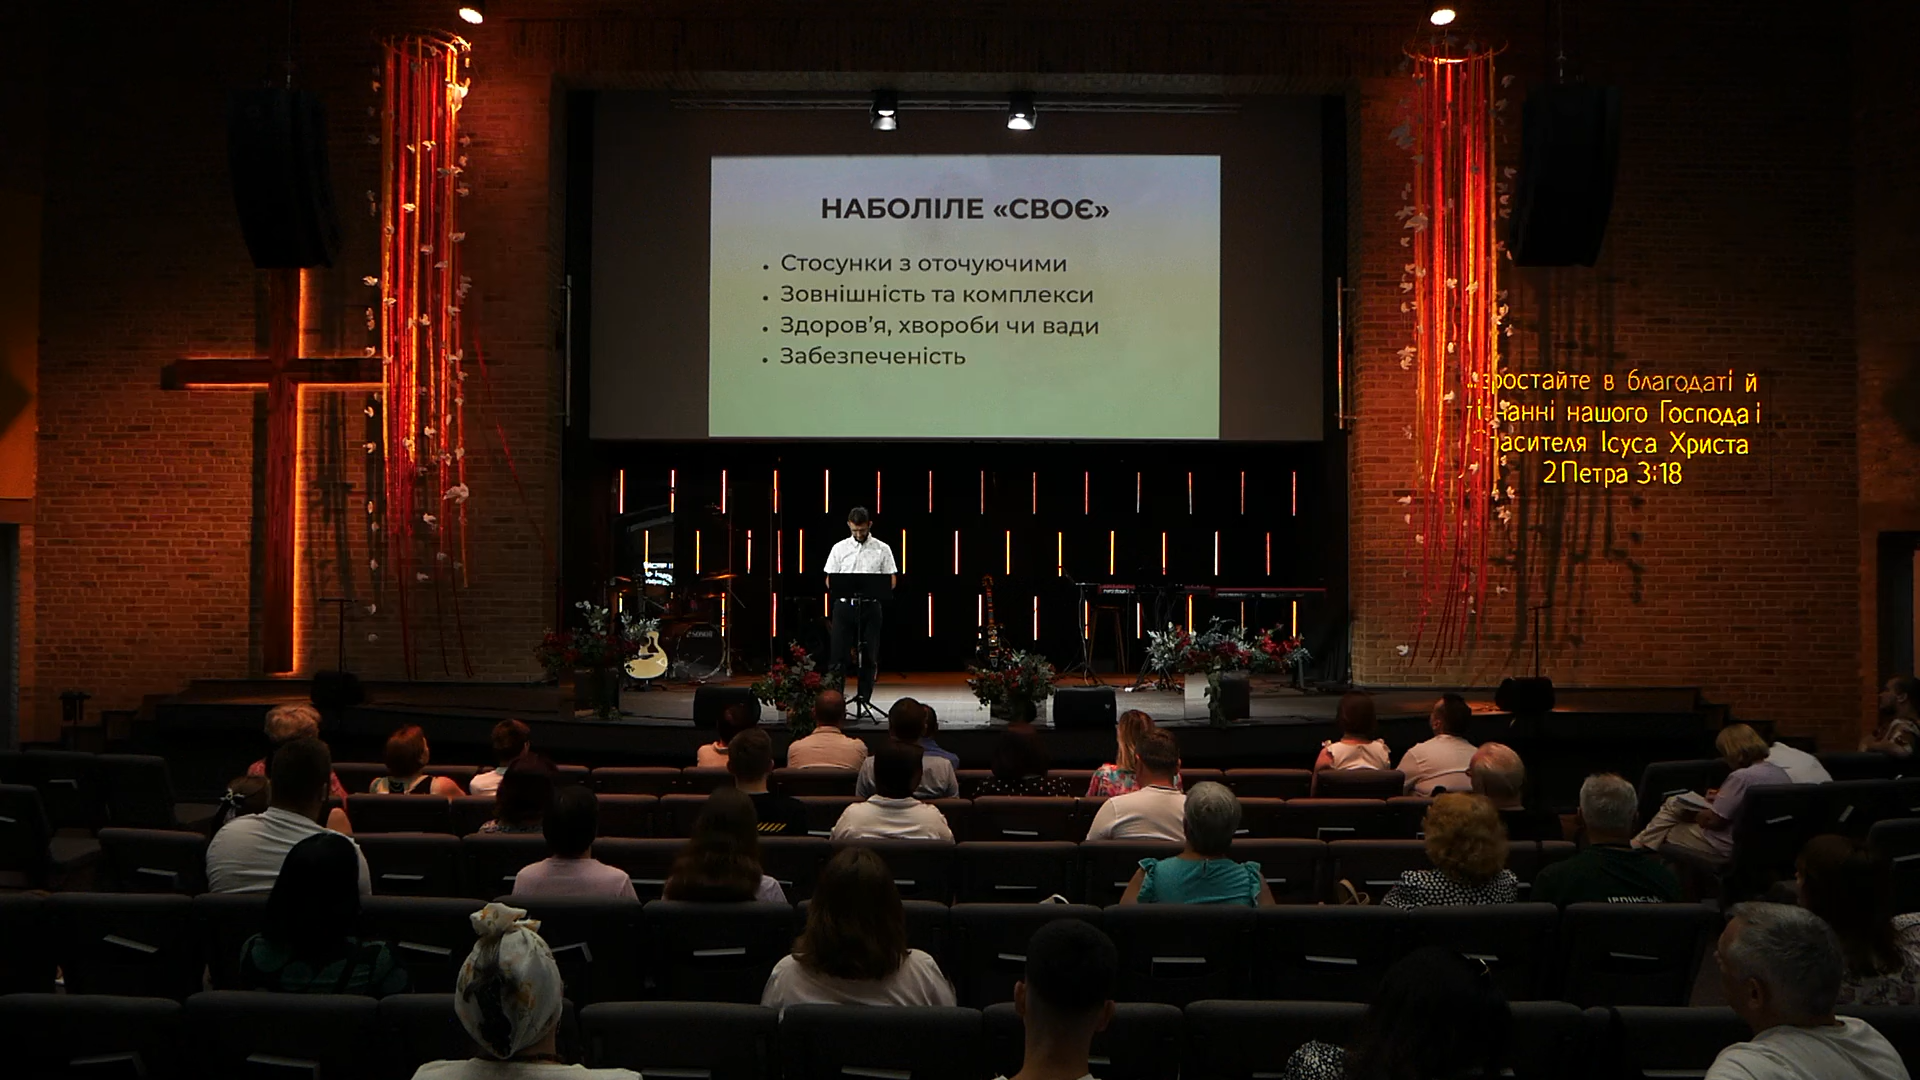 НАБОЛІЛЕ «СВОЄ»
• Стосунки з оточуючими
• Зовнішність та комплекси
• Здоров’я, хвороби чи вади
• Забезпеченість
в благодаті й
нашого Господа і
Ісуса Христа
2 Петра 3:18